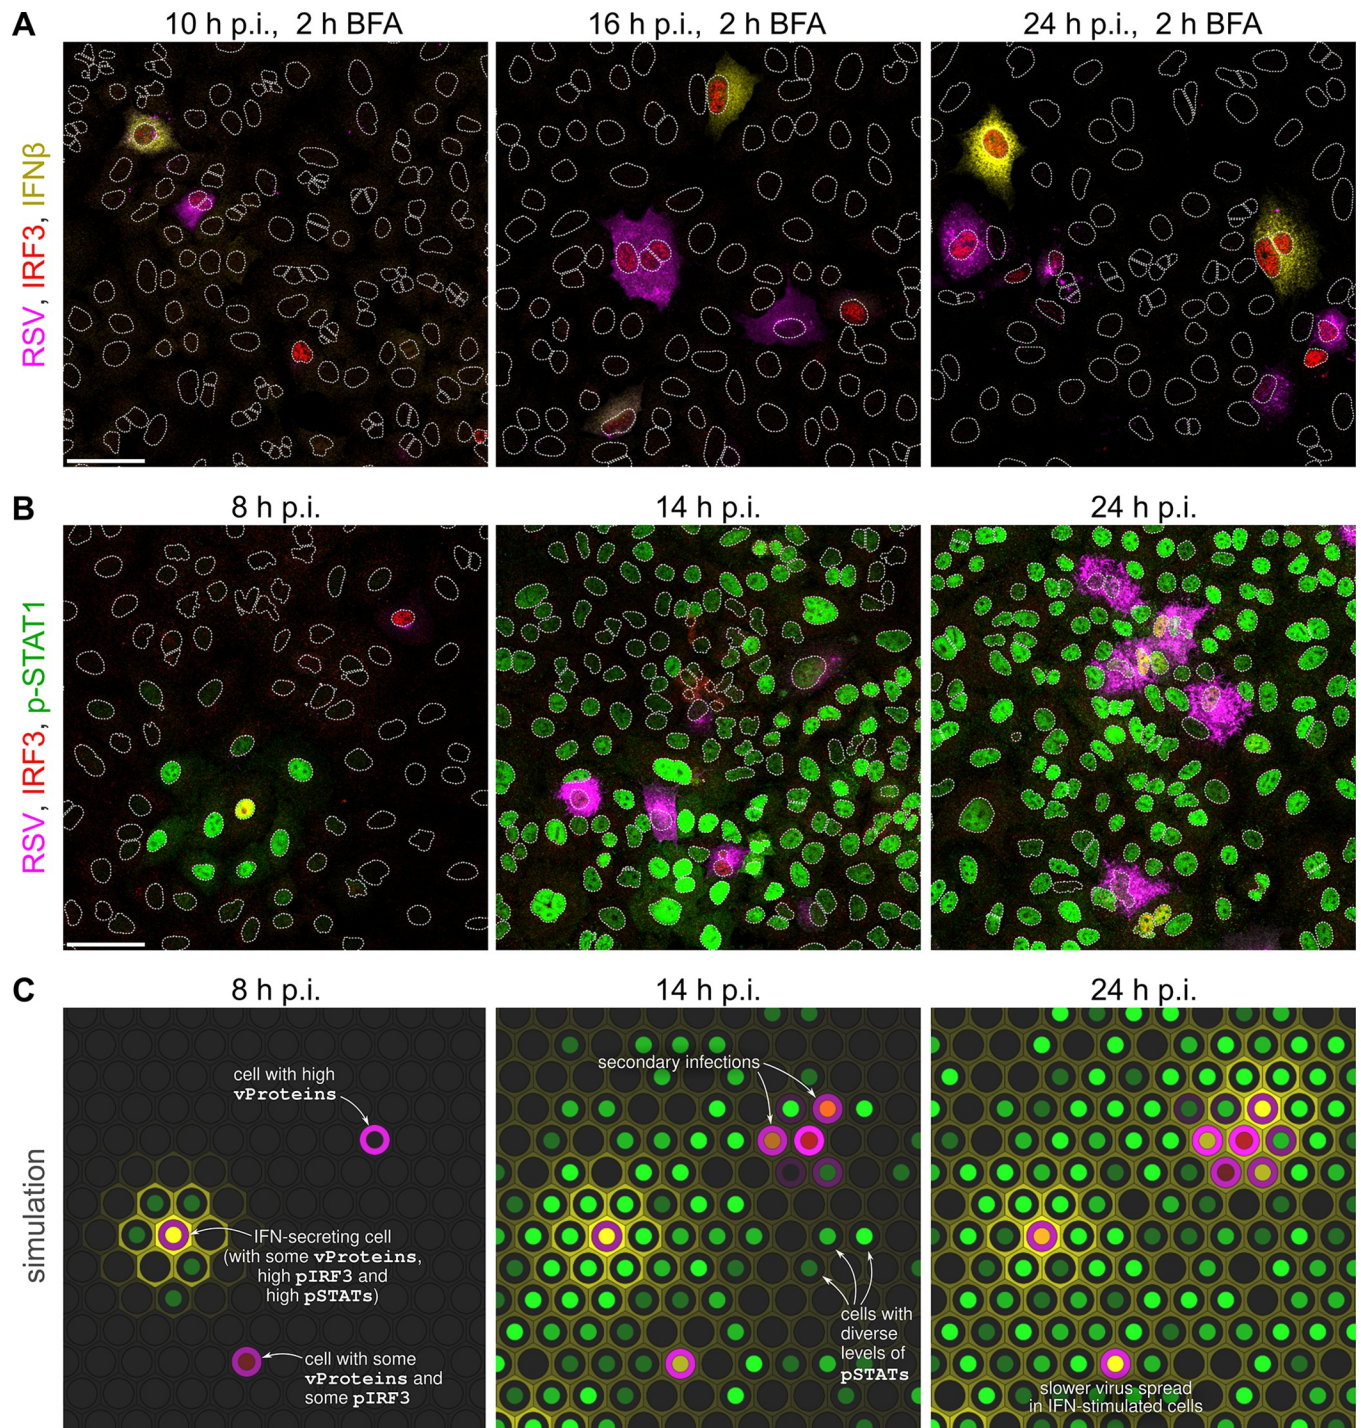 A
10 h p.i., 2 h BFA
16 h p.i., 2 h BFA
24 h p.i., 2 h BFA
RSV, IRF3, IFNβ
B
8 h p.i.
14 h p.i.
24 h p.i.
RSV, IRF3, p-STAT1
C
8 h p.i.
14 h p.i.
24 h p.i.
simulation
cell with high
vProteins
IFN-secreting cell
(with some vProteins,
high pIRF3 and
high pSTATs)
cell with some
vProteins and
some pIRF3
secondary infections
cells with
diverse
levels of
pSTATs
slower virus spread
in IFN-stimulated cells